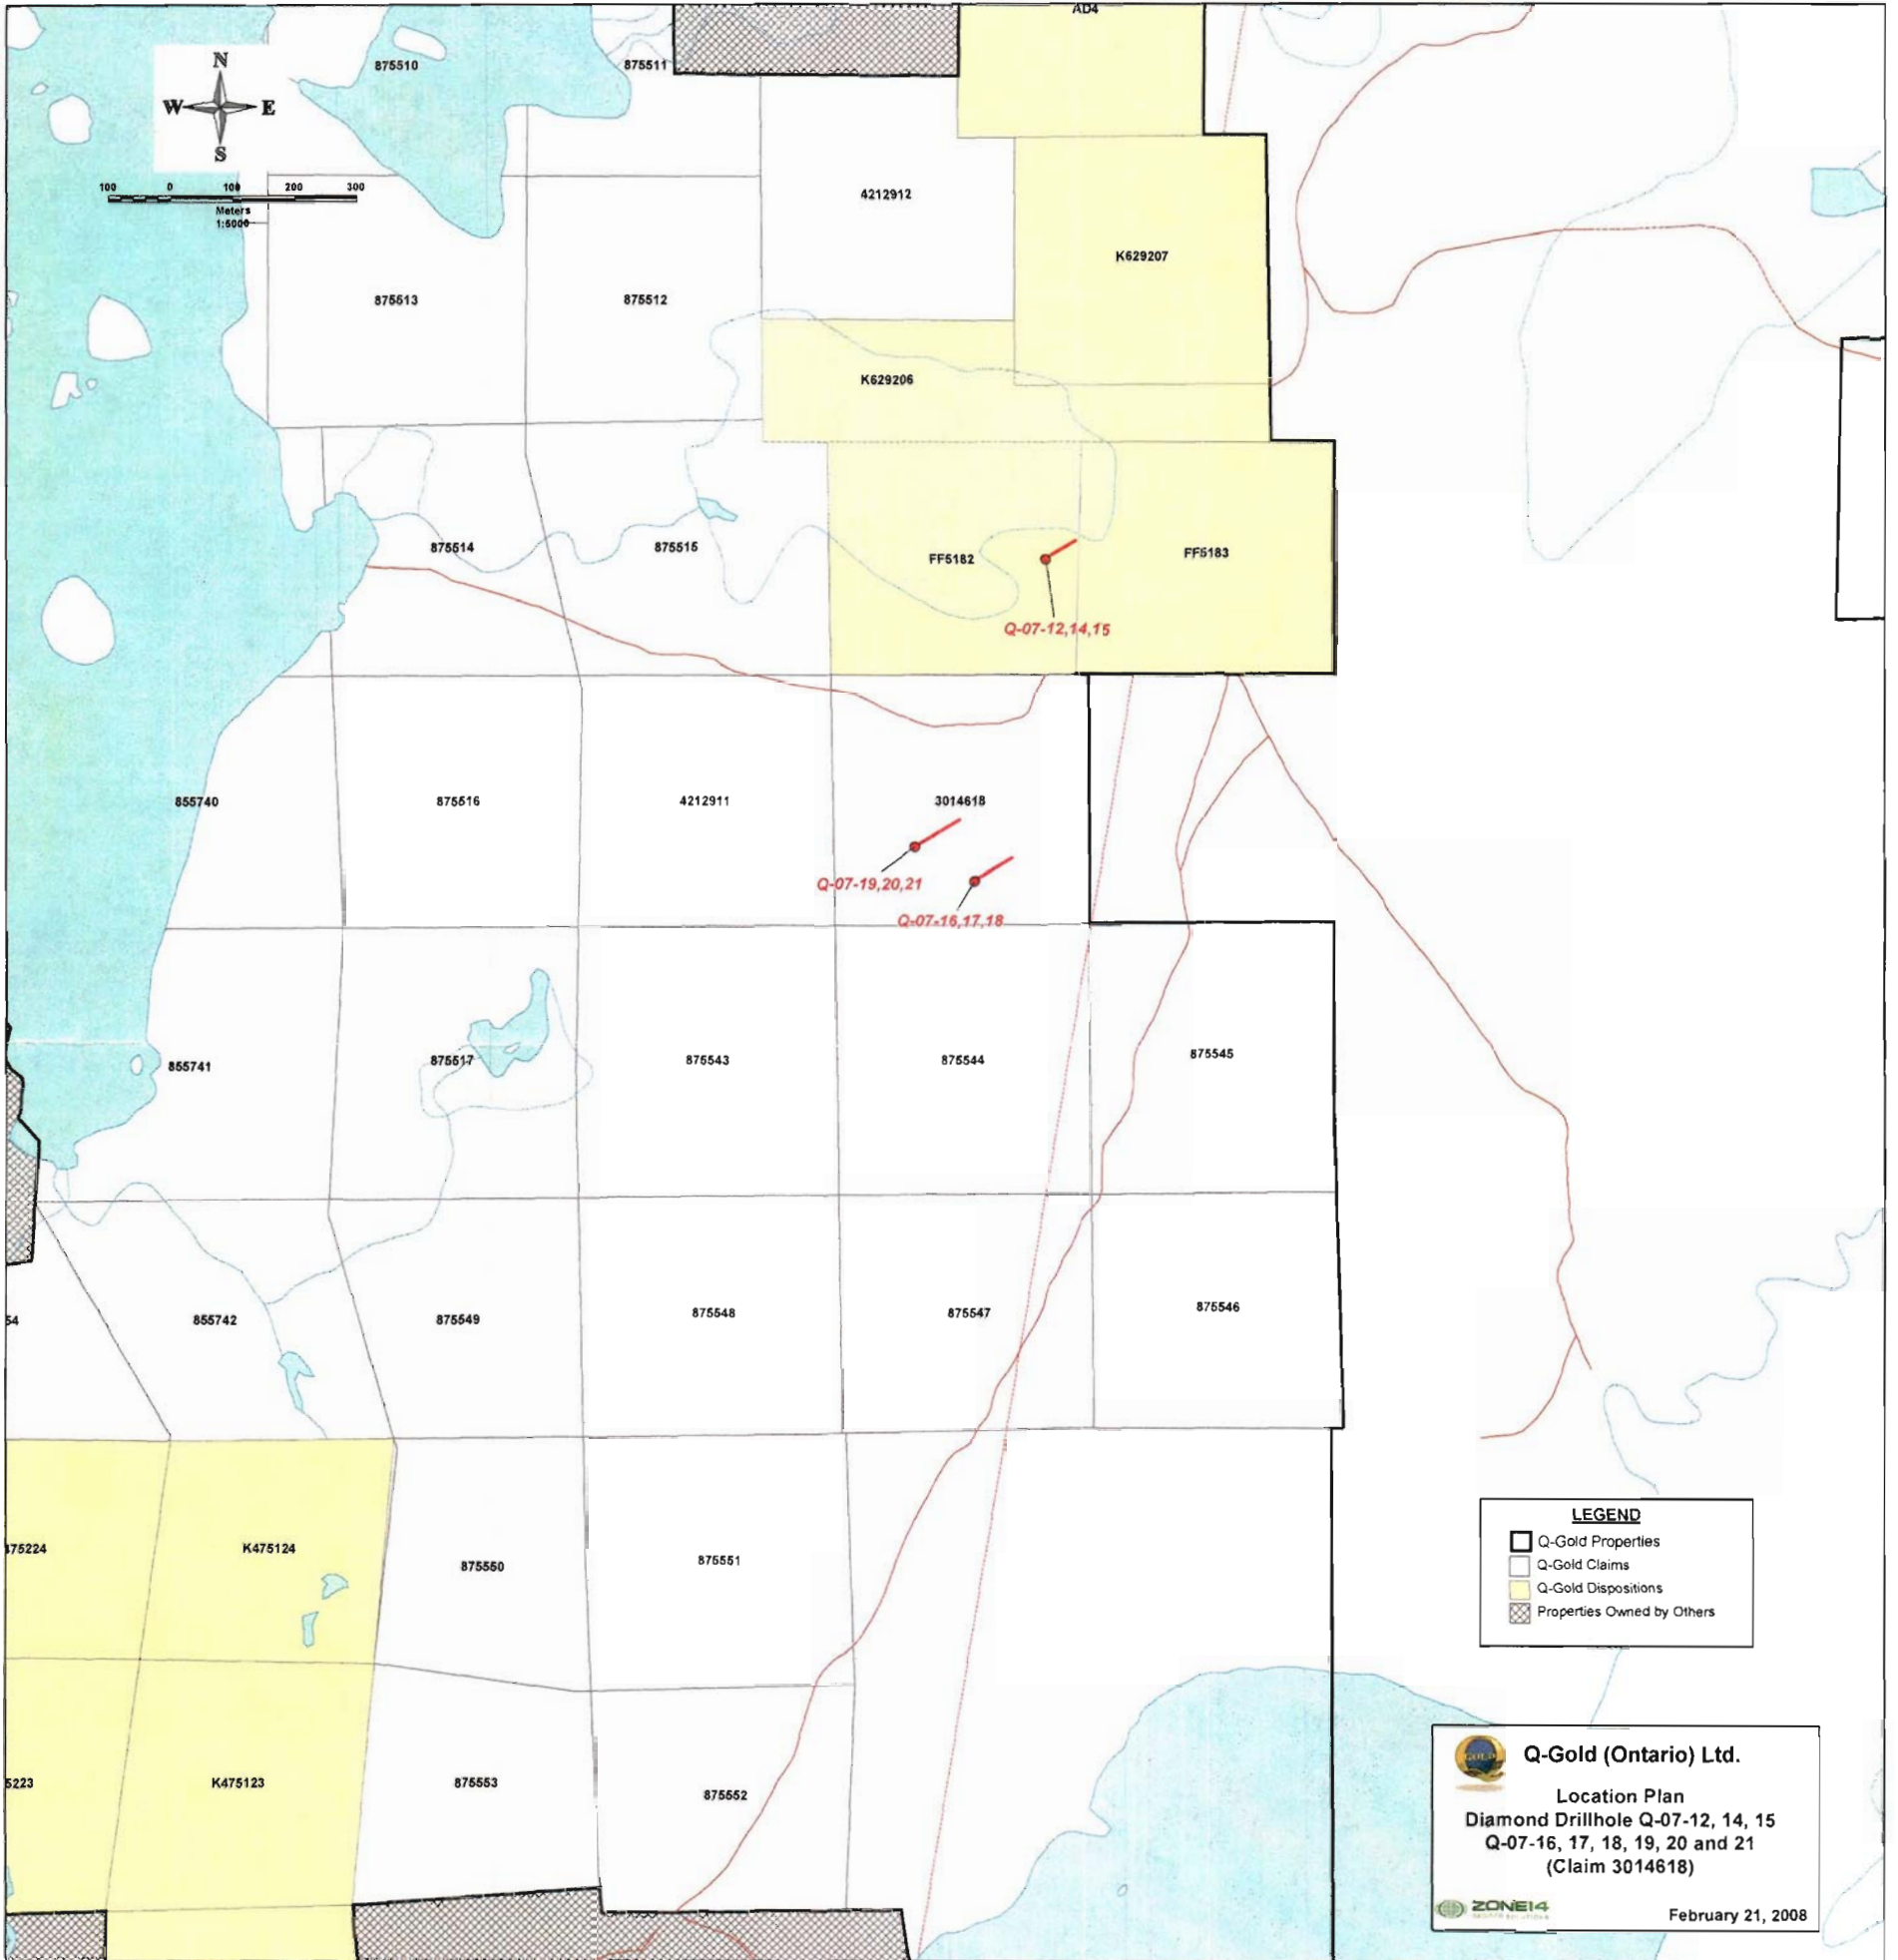 AD4
875510
875511
N
W E
S
100 0 100 200 300
Meters
1:5000
4212912
K629207
875513
875512
K629206
875514
875515
FF5182
FF5183
Q-07-12,14,15
855740
875516
4212911
3014618
Q-07-19,20,21
Q-07-16,17,18
855741
875517
875543
875544
875545
54
855742
875549
875548
875547
875546
175224
K475124
875550
875551
5223
K475123
875553
875552
LEGEND
Q-Gold Properties
Q-Gold Claims
Q-Gold Dispositions
Properties Owned by Others
GOLD
Q-Gold (Ontario) Ltd.
Location Plan
Diamond Drillhole Q-07-12, 14, 15
Q-07-16, 17, 18, 19, 20 and 21
(Claim 3014618)
ZONE14
February 21, 2008